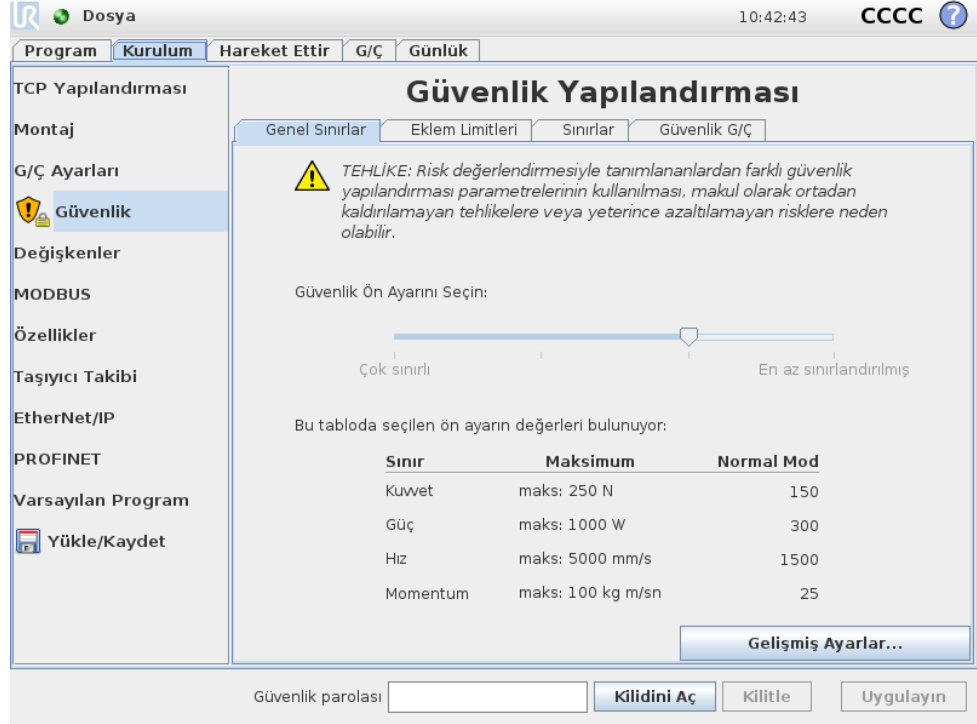 UR Dosya 10:42:43 CCCC ?
Program Kurulum Hareket Ettir G/Ç Günlük
TCP Yapılandırması
Montaj
G/Ç Ayarları
Güvenlik
Değişkenler
MODBUS
Özellikler
Taşıyıcı Takibi
EtherNet/IP
PROFINET
Varsayılan Program
Yükle/Kaydet
Güvenlik Yapılandırması
Genel Sınırlar Eklem Limitleri Sınırlar Güvenlik G/Ç
TEHLİKE: Risk değerlendirmesiyle tanımlananlardan farklı güvenlik
yapılandırması parametrelerinin kullanılması, makul olarak ortadan
kaldırılamayan tehlikelere veya yeterince azaltılamayan risklere neden
olabilir.
Güvenlik Ön Ayarını Seçin:
Çok sınırlı En az sınırlandırılmış
Bu tabloda seçilen ön ayarın değerleri bulunuyor:
Sınır Maksimum Normal Mod
Kuvvet maks: 250 N 150
Güç maks: 1000 W 300
Hız maks: 5000 mm/s 1500
Momentum maks: 100 kg m/sn 25
Gelişmiş Ayarlar...
Güvenlik parolası Kilidini Aç Kilitle Uygulayın